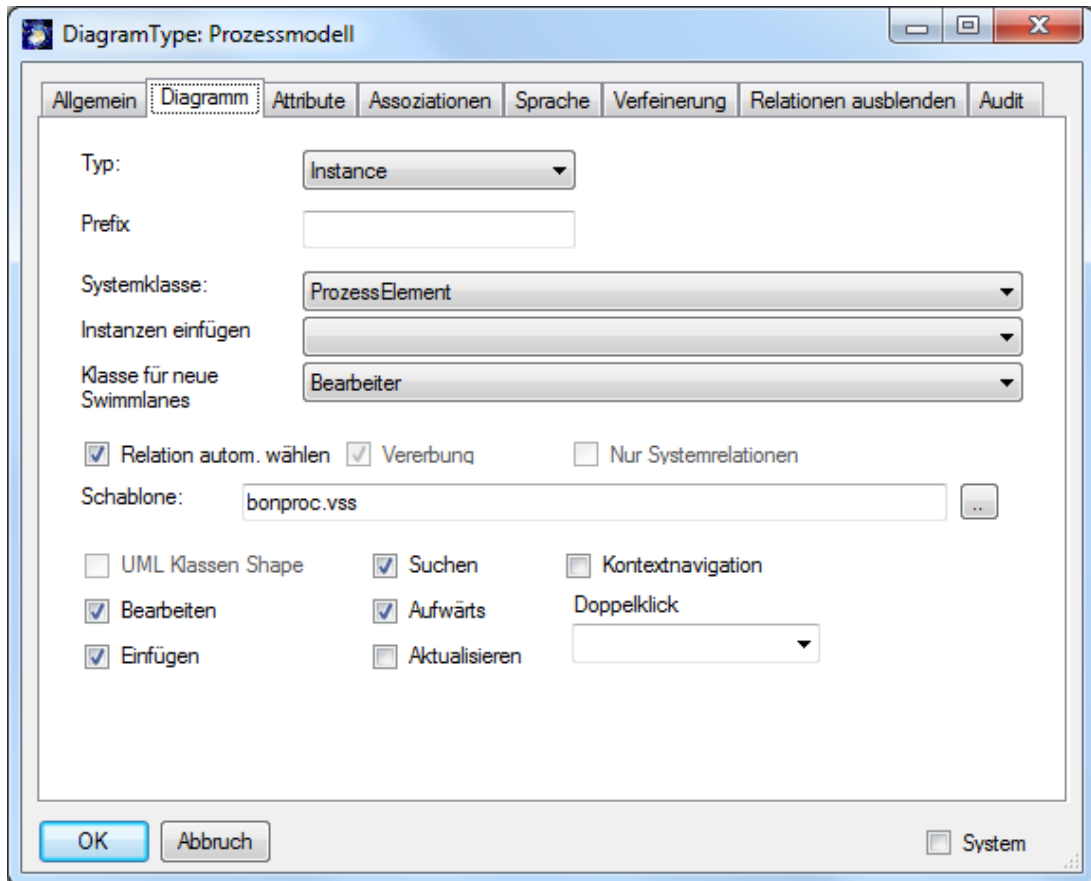 DiagramType: Prozessmodell
Allgemein Diagramm Attribute Assoziationen Sprache Verfeinerung Relationen ausblenden Audit
Typ: Instance
Prefix
Systemklasse: ProzessElement
Instanzen einfügen
Klasse für neue Bearbeiter
Swimmlanes
Relation autom. wählen Vererbung Nur Systemrelationen
Schablone: bonproc.vss ..
UML Klassen Shape Suchen Kontextnavigation
Bearbeiten Aufwärts Doppelklick
Einfügen Aktualisieren
OK Abbruch System